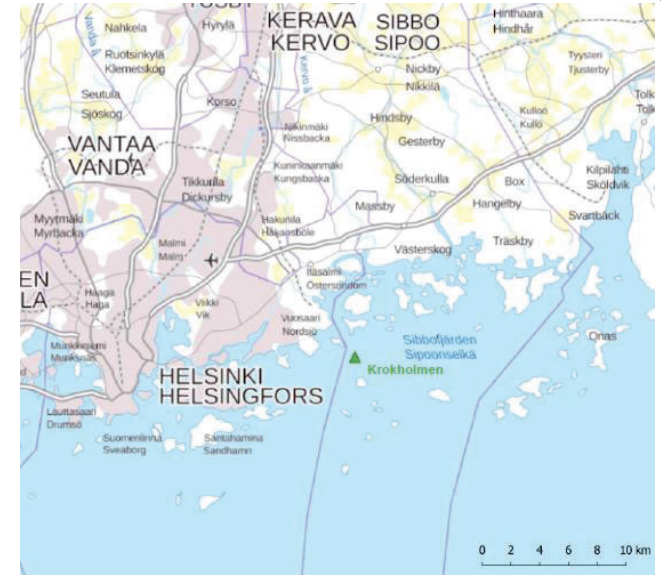 Nahkela
Hyrylä
KERAVA
KERVO
SIBBO
SIPOO
Hinthaara
Hindhår
Vanda å
Ruotsinkylä
Klemetskog
Kervo å
Nickby
Nikkilä
Tyysteri
Tjusterby
Seutula
Sjöskog
Korso
Hindsby
Kulloo
Kullo
Nikinmäki
Nissbacka
Gesterby
VANTAA
VANDA
Kuninkaanmäki
Kungsbacka
Tikkurila
Dickursby
Söderkulla
Box
Kilpilahti
Sköldvik
Massby
Hangelby
Svartbäck
Myyrmäki
Myrbacka
Hakunila
Håkansböle
Malmi
Malm
Västerskog
Träskby
Itäsalmi
Östersundom
Haaga
Haga
Viikki
Vik
Vuosaari
Nordsjö
Sibbofjärden
Sipoonselkä
Onas
Munkkiniemi
Munksnäs
Krokholmen
HELSINKI
HELSINGFORS
Lauttasaari
Drumsö
Suomenlinna
Sveaborg
Santahamina
Sandhamn
0 2 4 6 8 10 km